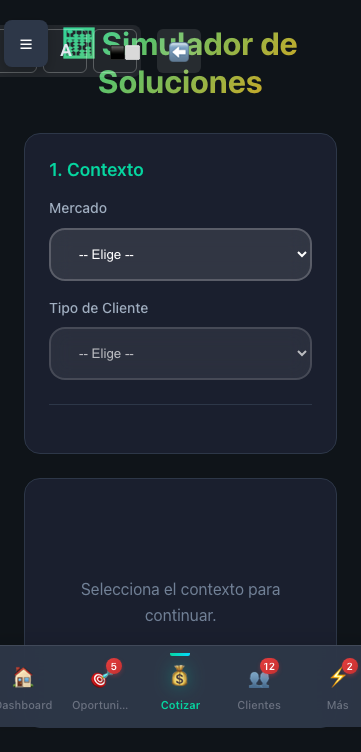 A
🧮 Simulador de
Soluciones
1. Contexto
Mercado
-- Elige --
Tipo de Cliente
-- Elige --
Selecciona el contexto para
continuar.
5
12
2
Dashboard
Oportuni...
Cotizar
Clientes
Más